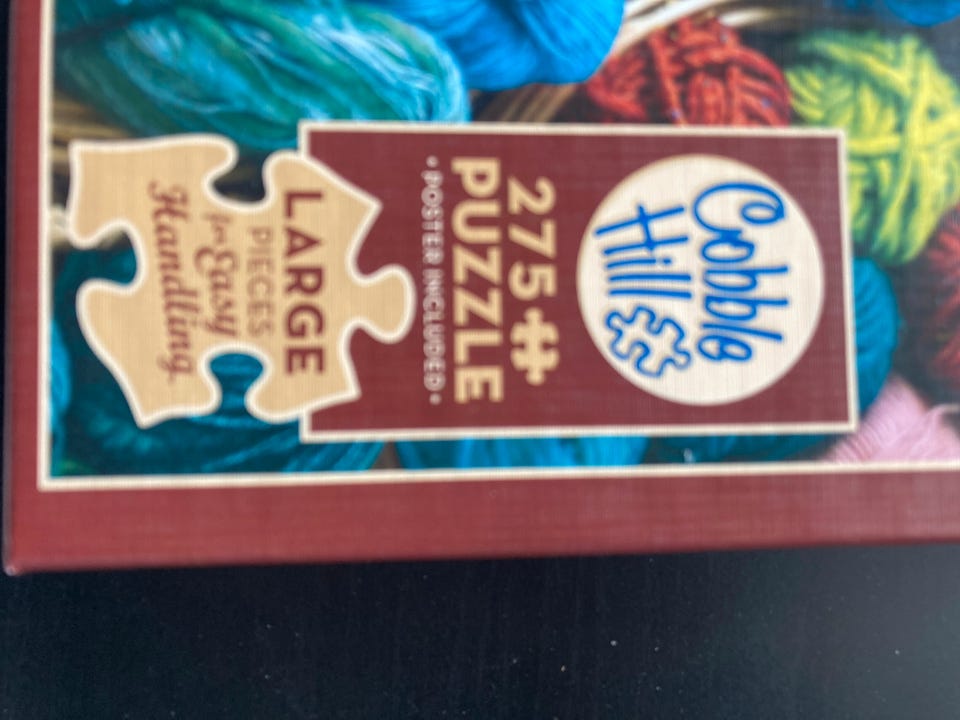 Cobble
Hill
275
PUZZLE
• POSTER INCLUDED •
LARGE
PIECES
for Easy
Handling